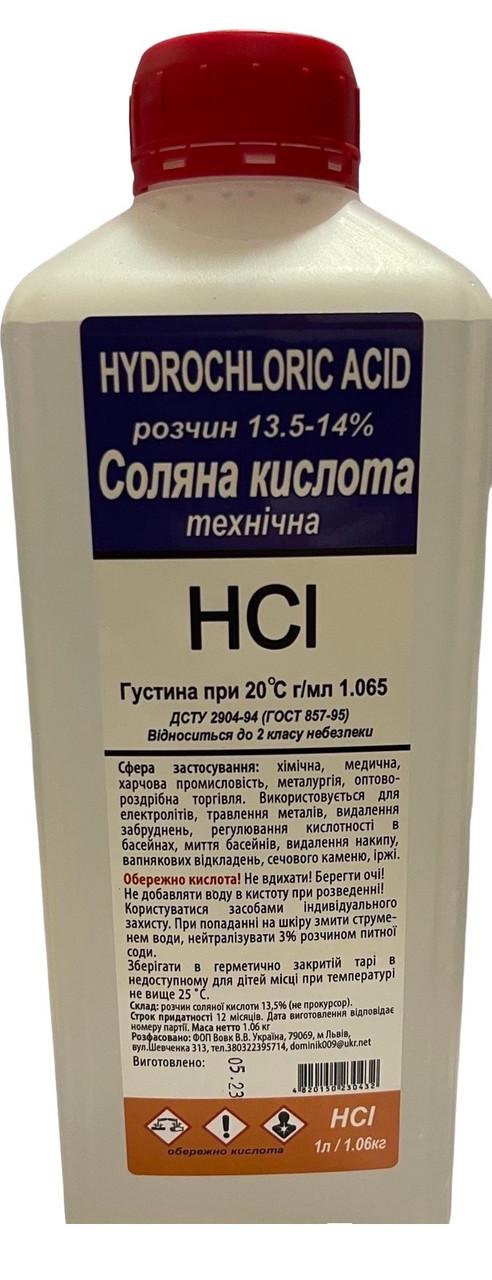 HYDROCHLORIC ACID
розчин 13.5-14%
Соляна кислота
технічна
HCl
Густина при 20°C г/мл 1.065
ДСТУ 2904-94 (ГОСТ 857-95)
Відноситься до 2 класу небезпеки
Сфера застосування: хімічна, медична,
харчова промисловість, металургія, оптово-
роздрібна торгівля. Використовується для
електролітів, травлення металів, видалення
забруднень, регулювання кислотності в
басейнах, миття басейнів, видалення накипу,
вапнякових відкладень, сечового каменю, іржі.
Обережно кислота! Не вдихати! Берегти очі!
Не добавляти воду в кистоту при розведенні!
Користуватися засобами індивідуального
захисту. При попаданні на шкіру змити струме-
нем води, нейтралізувати 3% розчином питної
соди.
Зберігати в герметично закритій тарі в
недоступному для дітей місці при температурі
не вище 25 °C.
Склад: розчин соляної кислоти 13,5% (не прокурсор).
Строк придатності 12 місяців. Дата виготовлення відповідає
номеру партії. Маса нетто 1.06 кг
Розфасовано: ФОП Вовк В.В. Україна, 79069, м Львів,
вул.Шевченка 313, тел.380322395714, dominik009@ukr.net
Виготовлено:
05.23
4820150230432
обережно кислота
HCl
1л / 1.06кг